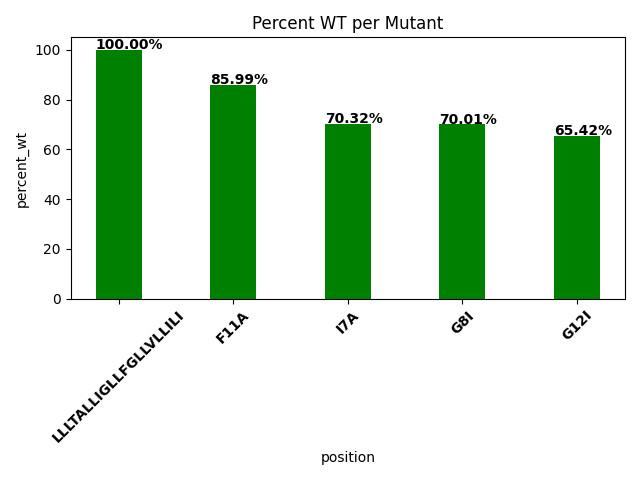 Percent WT per Mutant
percent_wt
100
80
60
40
20
0
100.00%
85.99%
70.32%
70.01%
65.42%
LLLTALLIGLLFGLLVLLILI
F11A
I7A
G8I
G12I
position